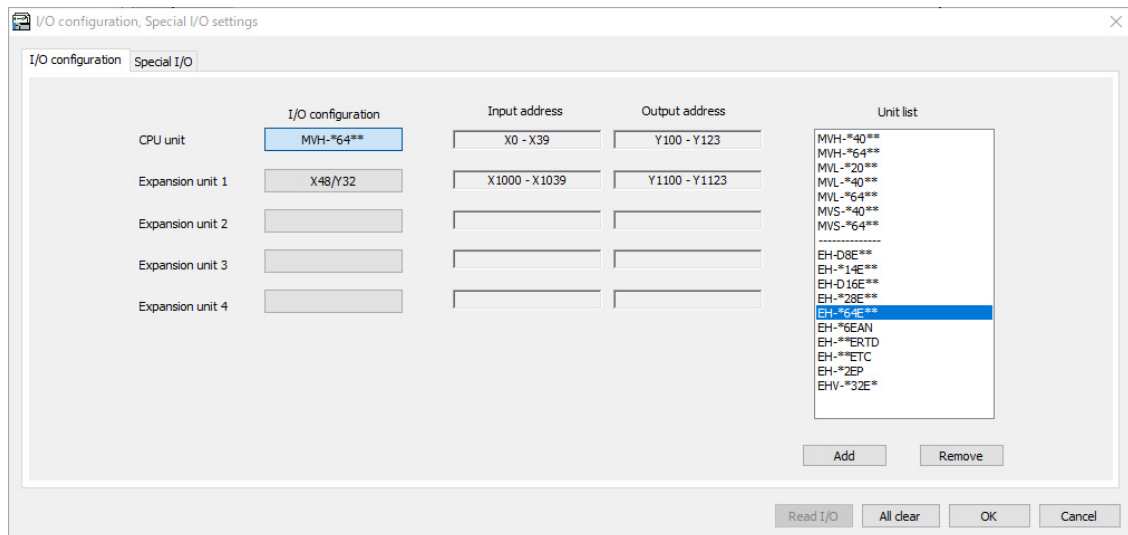 I/O configuration, Special I/O settings
I/O configuration Special I/O
I/O configuration Input address Output address Unit list
CPU unit MVH-*64** X0 - X39 Y100 - Y123
Expansion unit 1 X48/Y32 X1000 - X1039 Y1100 - Y1123
Expansion unit 2
Expansion unit 3
Expansion unit 4
MVH-*40**
MVH-*64**
MVL-*20**
MVL-*40**
MVL-*64**
MVS-*40**
MVS-*64**
--------------
EH-D8E**
EH-*14E**
EH-D16E**
EH-*28E**
EH-*64E**
EH-*6EAN
EH-**ERTD
EH-**ETC
EH-*2EP
EHV-*32E*
Add Remove
Read I/O All clear OK Cancel